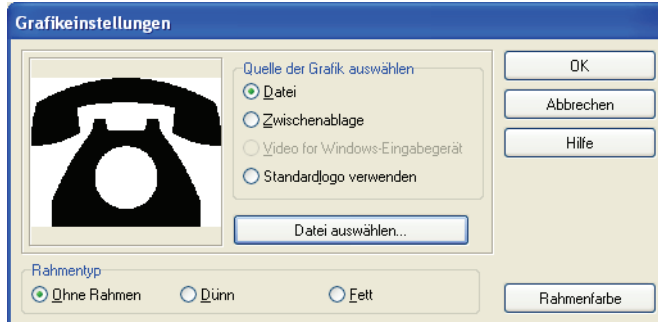 Grafikeinstellungen
Quelle der Grafik auswählen
Datei
Zwischenablage
Video for Windows-Eingabegerät
Standardlogo verwenden
Datei auswählen...
OK
Abbrechen
Hilfe
Rahmentyp
Ohne Rahmen
Dünn
Fett
Rahmenfarbe